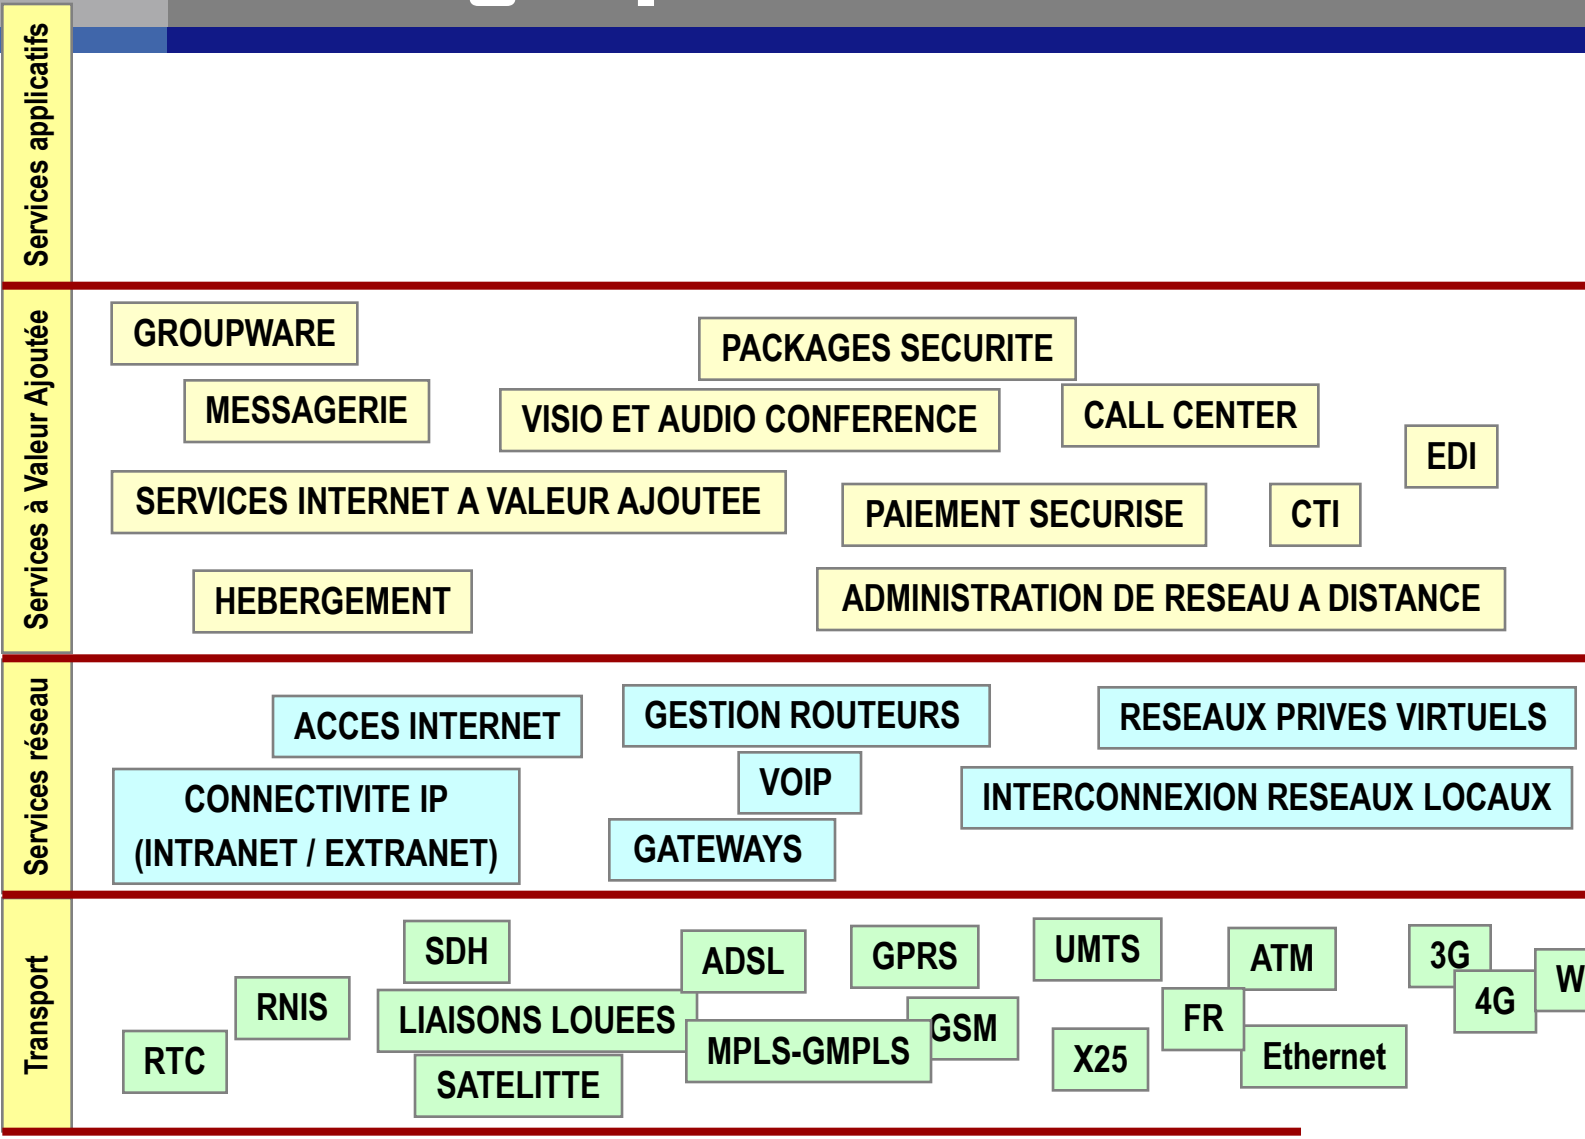 Services applicatifs
Services à Valeur Ajoutée
GROUPWARE
PACKAGES SECURITE
MESSAGERIE
VISIO ET AUDIO CONFERENCE
CALL CENTER
EDI
SERVICES INTERNET A VALEUR AJOUTEE
PAIEMENT SECURISE
CTI
HEBERGEMENT
ADMINISTRATION DE RESEAU A DISTANCE
Services réseau
ACCES INTERNET
GESTION ROUTEURS
RESEAUX PRIVES VIRTUELS
VOIP
CONNECTIVITE IP
(INTRANET / EXTRANET)
INTERCONNEXION RESEAUX LOCAUX
GATEWAYS
Transport
SDH
ADSL
GPRS
UMTS
ATM
3G
4G
RNIS
LIAISONS LOUEES
GSM
FR
RTC
MPLS-GMPLS
X25
Ethernet
SATELITTE